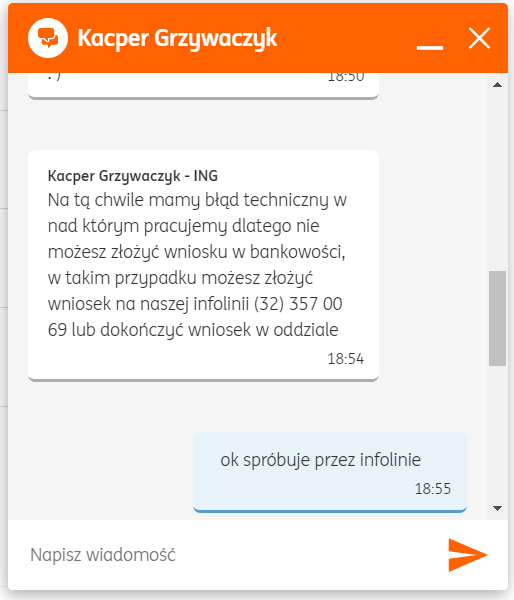 Kacper Grzywaczyk
: )
18:50
Kacper Grzywaczyk - ING
Na tą chwile mamy błąd techniczny w
nad którym pracujemy dlatego nie
możesz złożyć wniosku w bankowości,
w takim przypadku możesz złożyć
wniosek na naszej infolinii (32) 357 00
69 lub dokończyć wniosek w oddziale
18:54
ok spróbuje przez infolinie
18:55
Napisz wiadomość